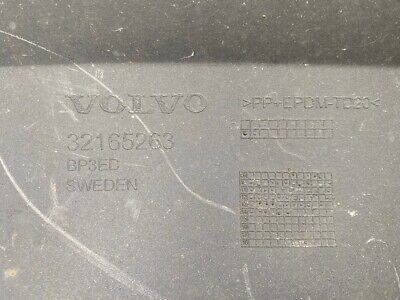 VOLVO
32165263
BP3ED
SWEDEN
>PP+EPDM-TD20<